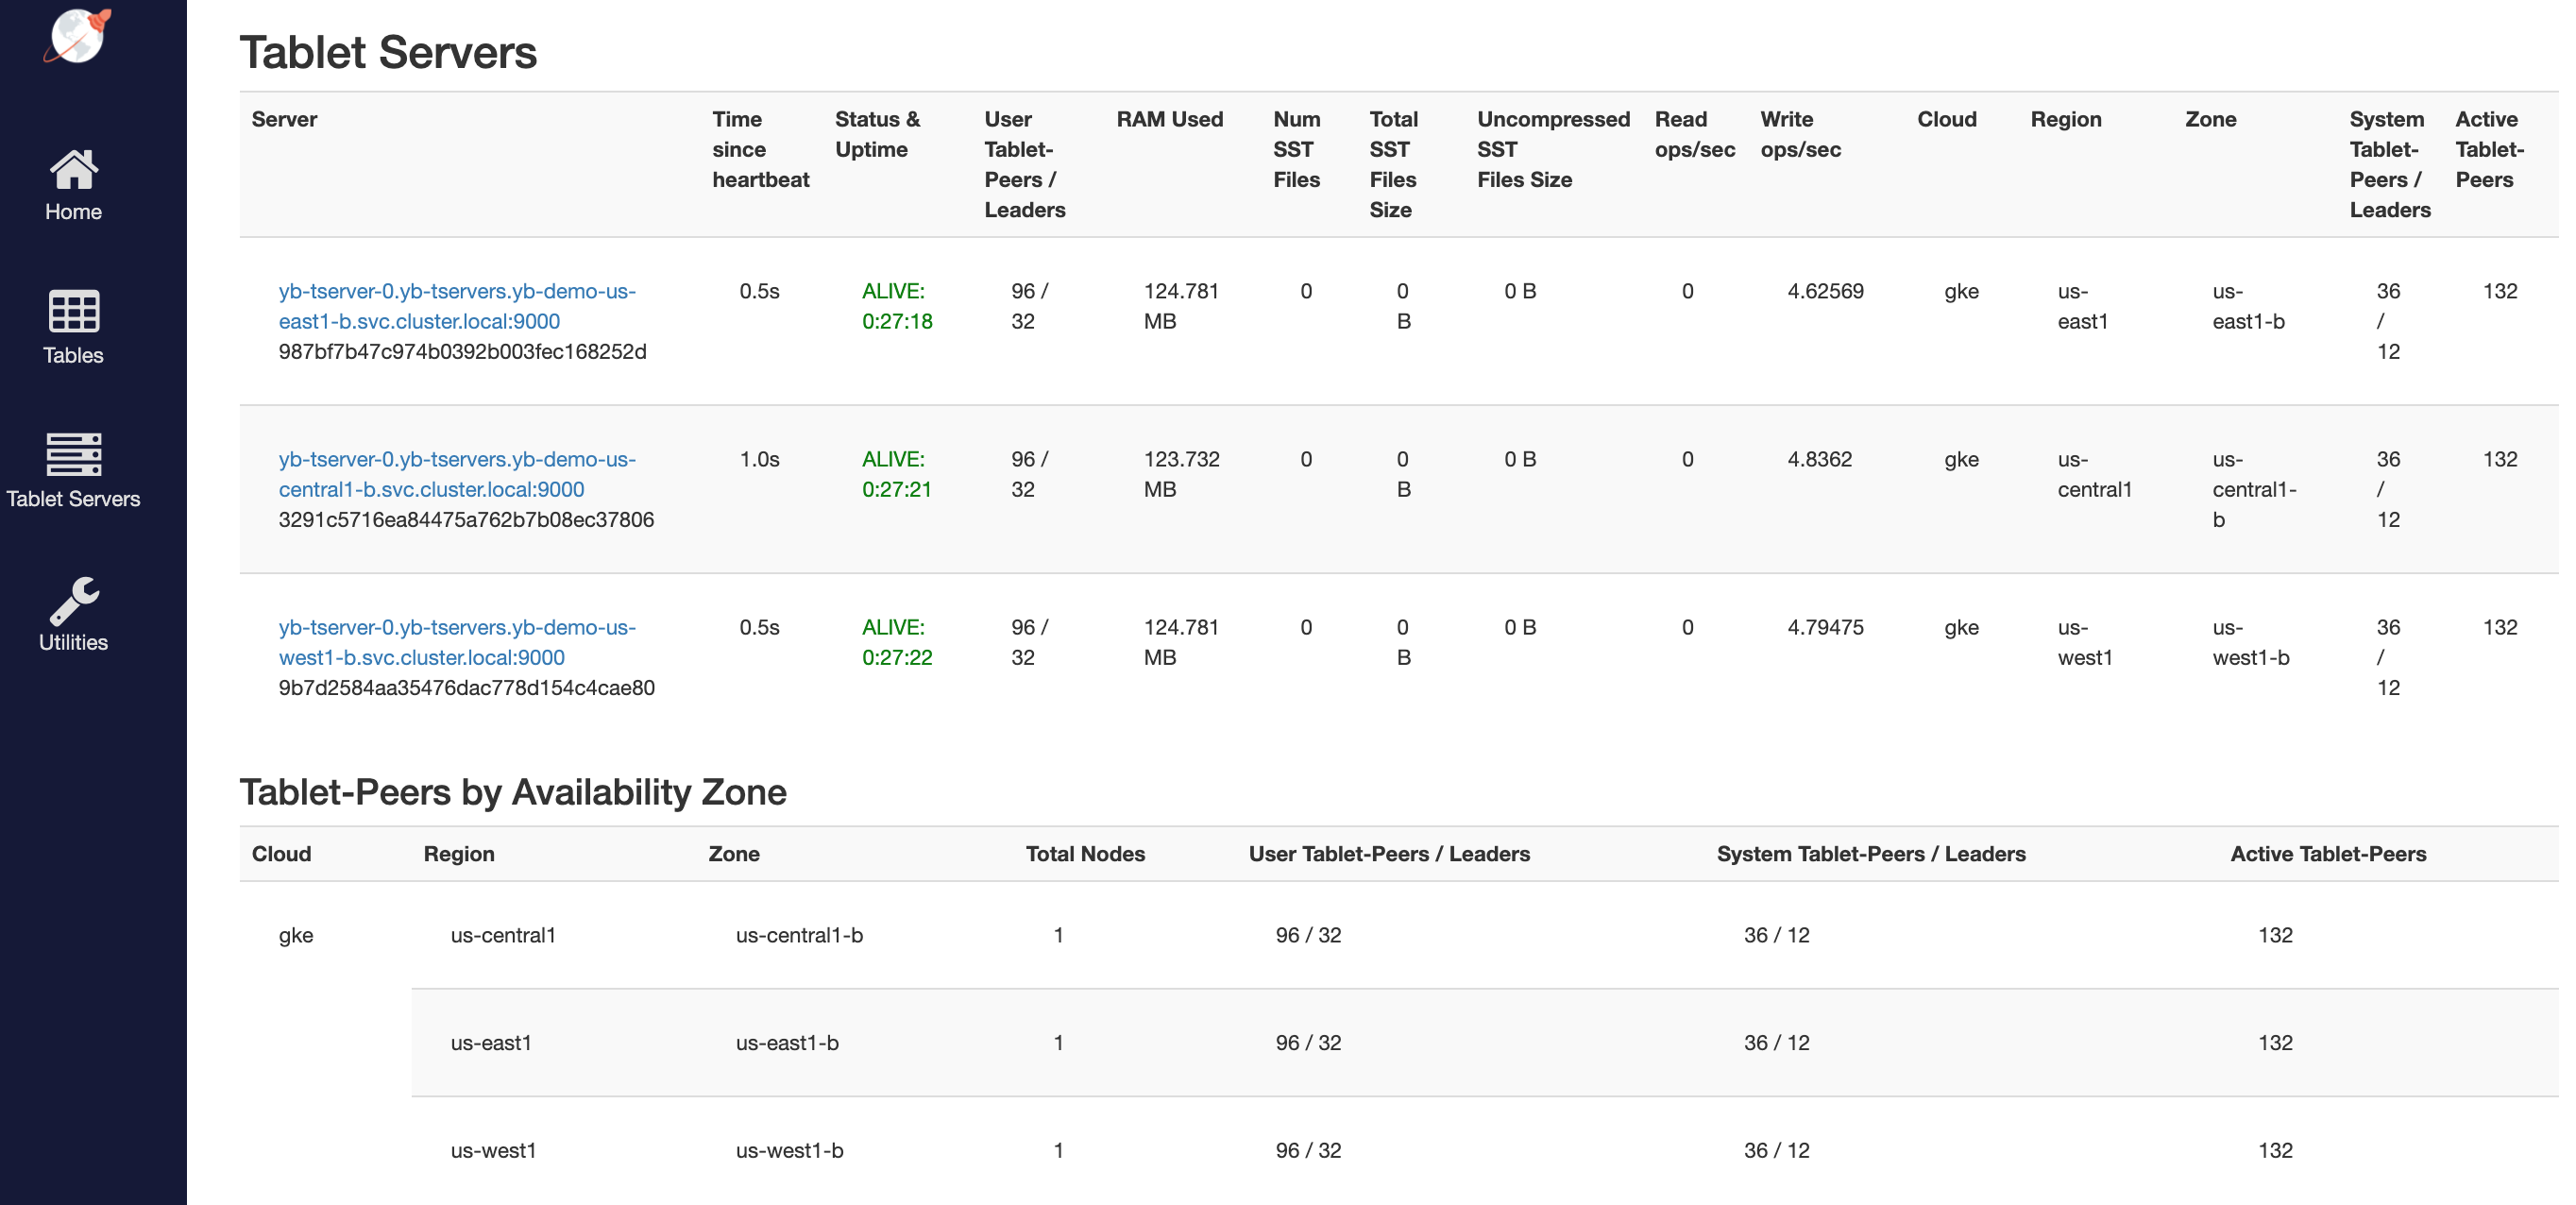 Home
Tables
Tablet Servers
Utilities
Tablet Servers
Server Time since heartbeat Status & Uptime User Tablet-Peers / Leaders RAM Used Num SST Files Total SST Files Size Uncompressed SST Files Size Read ops/sec Write ops/sec Cloud Region Zone System Tablet-Peers / Leaders Active Tablet-Peers
yb-tserver-0.yb-tservers.yb-demo-us- 0.5s ALIVE: 96 / 124.781 0 0 0 B 0 4.62569 gke us- us- 36 132
east1-b.svc.cluster.local:9000 0:27:18 32 MB B east1 east1-b /
987bf7b47c974b0392b003fec168252d 12
yb-tserver-0.yb-tservers.yb-demo-us- 1.0s ALIVE: 96 / 123.732 0 0 0 B 0 4.8362 gke us- us- 36 132
central1-b.svc.cluster.local:9000 0:27:21 32 MB B central1 central1- /
3291c5716ea84475a762b7b08ec37806 b 12
yb-tserver-0.yb-tservers.yb-demo-us- 0.5s ALIVE: 96 / 124.781 0 0 0 B 0 4.79475 gke us- us- 36 132
west1-b.svc.cluster.local:9000 0:27:22 32 MB B west1 west1-b /
9b7d2584aa35476dac778d154c4cae80 12
Tablet-Peers by Availability Zone
Cloud Region Zone Total Nodes User Tablet-Peers / Leaders System Tablet-Peers / Leaders Active Tablet-Peers
gke us-central1 us-central1-b 1 96 / 32 36 / 12 132
us-east1 us-east1-b 1 96 / 32 36 / 12 132
us-west1 us-west1-b 1 96 / 32 36 / 12 132